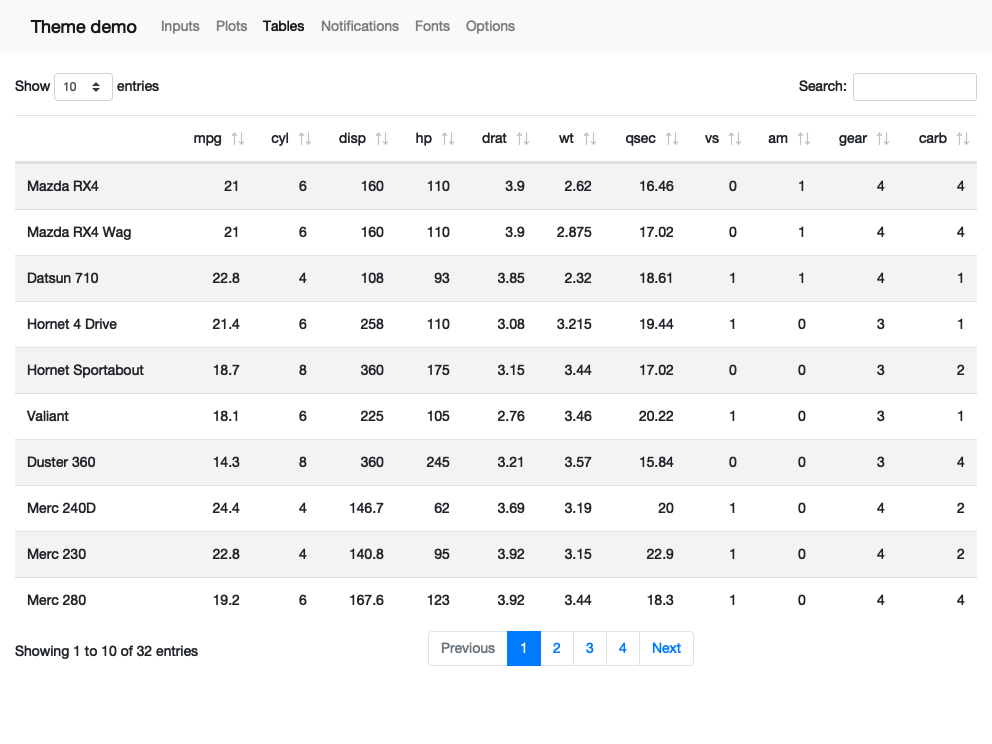 Theme demo Inputs Plots Tables Notifications Fonts Options
Show 10 entries Search:
mpg cyl disp hp drat wt qsec vs am gear carb
Mazda RX4 21 6 160 110 3.9 2.62 16.46 0 1 4 4
Mazda RX4 Wag 21 6 160 110 3.9 2.875 17.02 0 1 4 4
Datsun 710 22.8 4 108 93 3.85 2.32 18.61 1 1 4 1
Hornet 4 Drive 21.4 6 258 110 3.08 3.215 19.44 1 0 3 1
Hornet Sportabout 18.7 8 360 175 3.15 3.44 17.02 0 0 3 2
Valiant 18.1 6 225 105 2.76 3.46 20.22 1 0 3 1
Duster 360 14.3 8 360 245 3.21 3.57 15.84 0 0 3 4
Merc 240D 24.4 4 146.7 62 3.69 3.19 20 1 0 4 2
Merc 230 22.8 4 140.8 95 3.92 3.15 22.9 1 0 4 2
Merc 280 19.2 6 167.6 123 3.92 3.44 18.3 1 0 4 4
Showing 1 to 10 of 32 entries Previous 1 2 3 4 Next